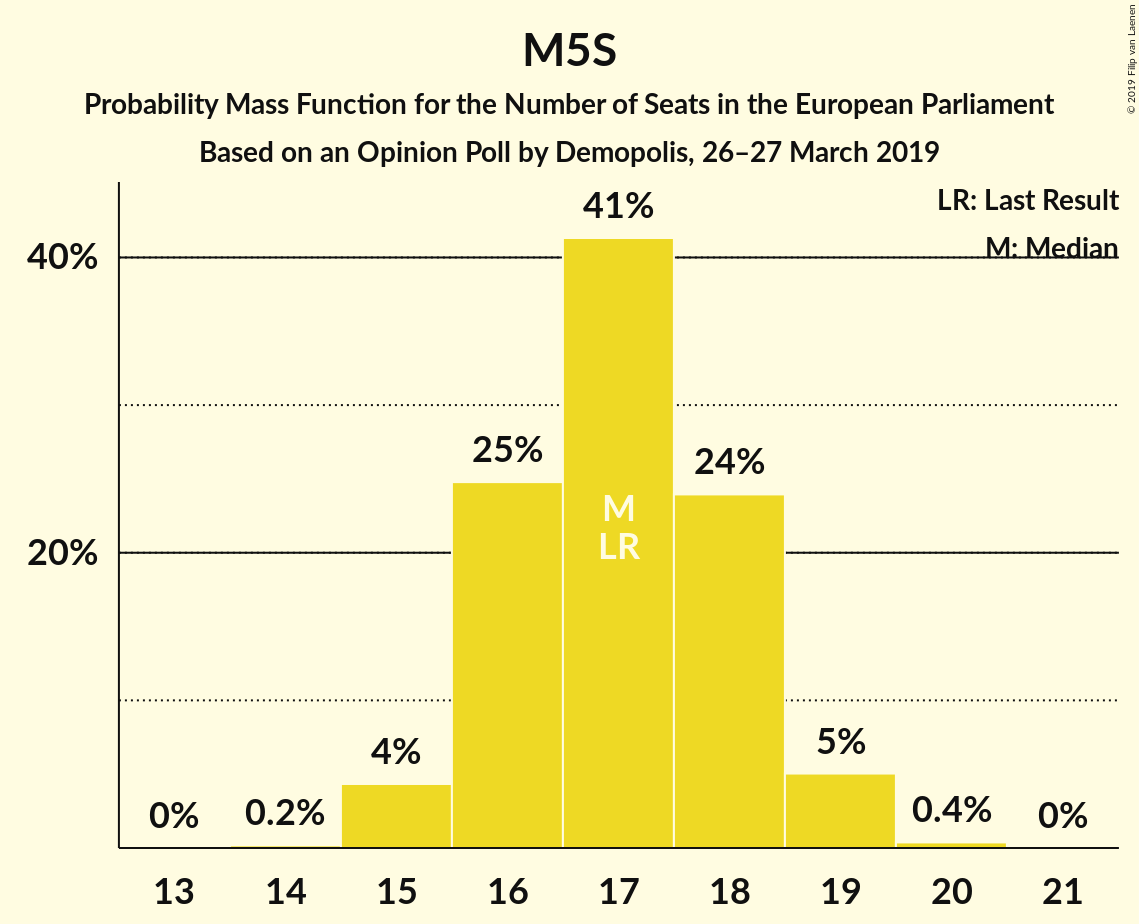 M5S
Probability Mass Function for the Number of Seats in the European Parliament
Based on an Opinion Poll by Demopolis, 26–27 March 2019
© 2019 Filip van Laenen
LR: Last Result
M: Median
40%
20%
0%
0.2%
4%
25%
41%
24%
5%
0.4%
0%
M
LR
13
14
15
16
17
18
19
20
21